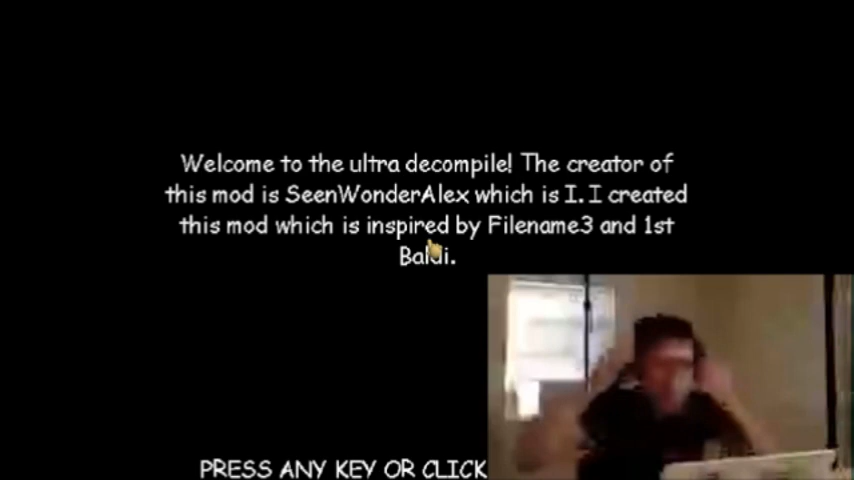 Welcome to the ultra decompile! The creator of
this mod is SeenWonderAlex which is I. I created
this mod which is inspired by Filename3 and 1st
Baldi.
PRESS ANY KEY OR CLICK